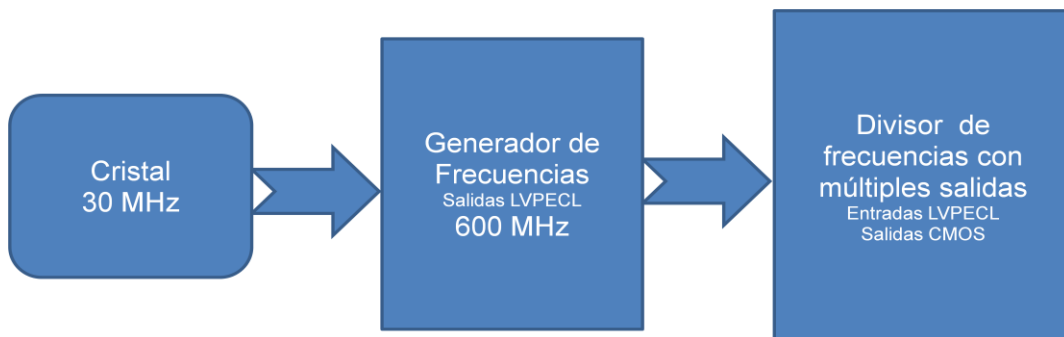 Cristal
30 MHz
Generador de
Frecuencias
Salidas LVPECL
600 MHz
Divisor de
frecuencias con
múltiples salidas
Entradas LVPECL
Salidas CMOS